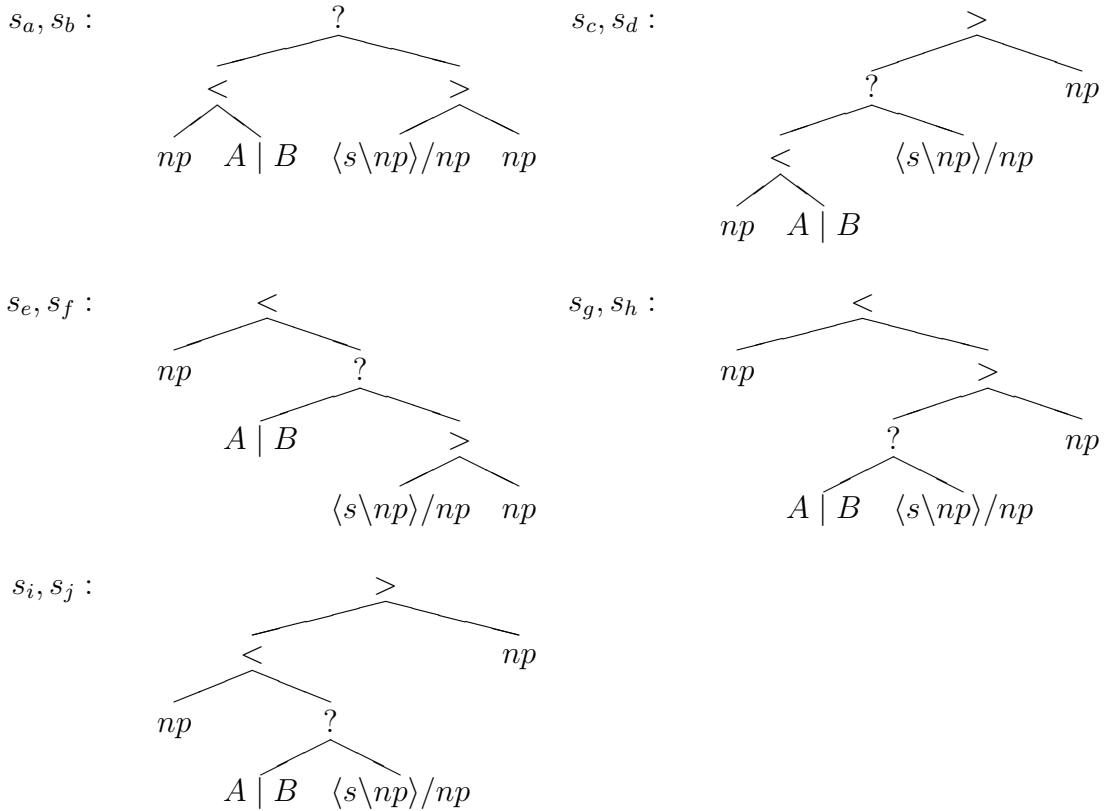 s_a, s_b : ? s_c, s_d : >
< > ? np
np A | B ⟨s\np⟩/np np < ⟨s\np⟩/np
np A | B
s_e, s_f : < s_g, s_h : <
np ? np >
A | B > ? np
⟨s\np⟩/np np A | B ⟨s\np⟩/np
s_i, s_j : >
< np
np ?
A | B ⟨s\np⟩/np